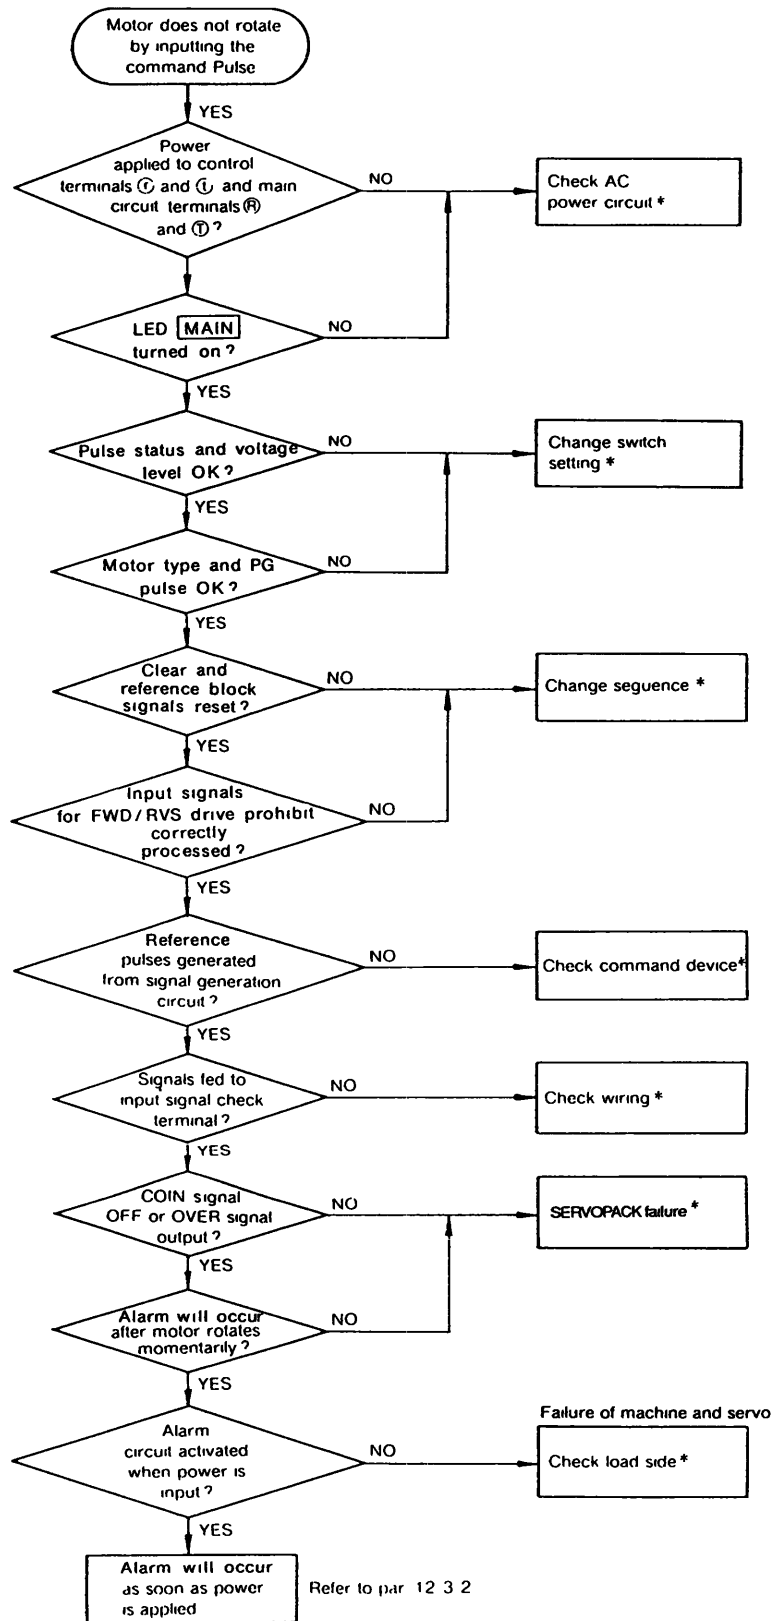 Motor does not rotate
by inputting the
command Pulse
YES
Power
applied to control
terminals ⓡ and ⓣ and main
circuit terminals Ⓡ
and Ⓣ?
NO
Check AC
power circuit *
LED MAIN
turned on?
NO
YES
Pulse status and voltage
level OK?
NO
Change switch
setting *
YES
Motor type and PG
pulse OK?
NO
YES
Clear and
reference block
signals reset?
NO
Change seguence *
YES
Input signals
for FWD/RVS drive prohibit
correctly
processed?
NO
YES
Reference
pulses generated
from signal generation
circuit?
NO
Check command device*
YES
Signals fed to
input signal check
terminal?
NO
Check wiring *
YES
COIN signal
OFF or OVER signal
output?
NO
SERVOPACK failure *
YES
Alarm will occur
after motor rotates
momentarily?
NO
YES
Alarm
circuit activated
when power is
input?
NO
Failure of machine and servo
Check load side *
YES
Alarm will occur
as soon as power
is applied
Refer to par 12 3 2